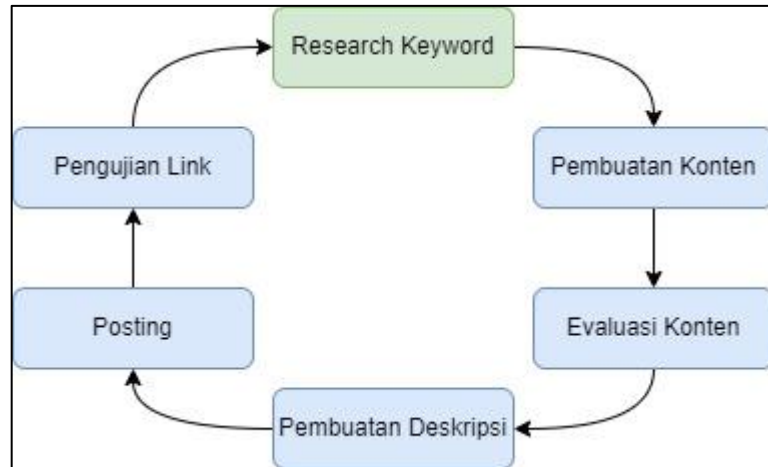 Research Keyword
Pengujian Link
Pembuatan Konten
Posting
Evaluasi Konten
Pembuatan Deskripsi